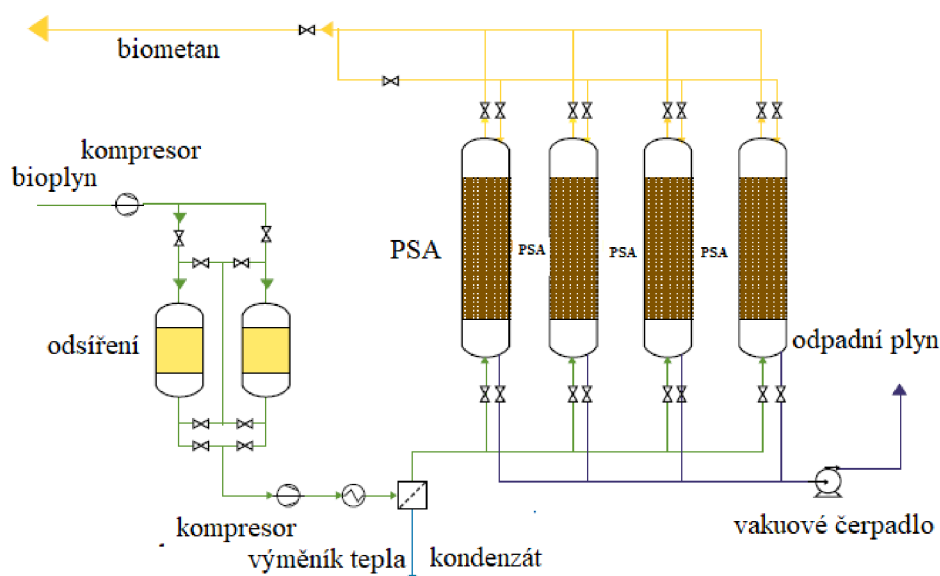 biometan
kompresor
bioplyn
PSA
PSA
PSA
PSA
odsíření
odpadní plyn
kompresor
výměník tepla
kondenzát
vakuové čerpadlo